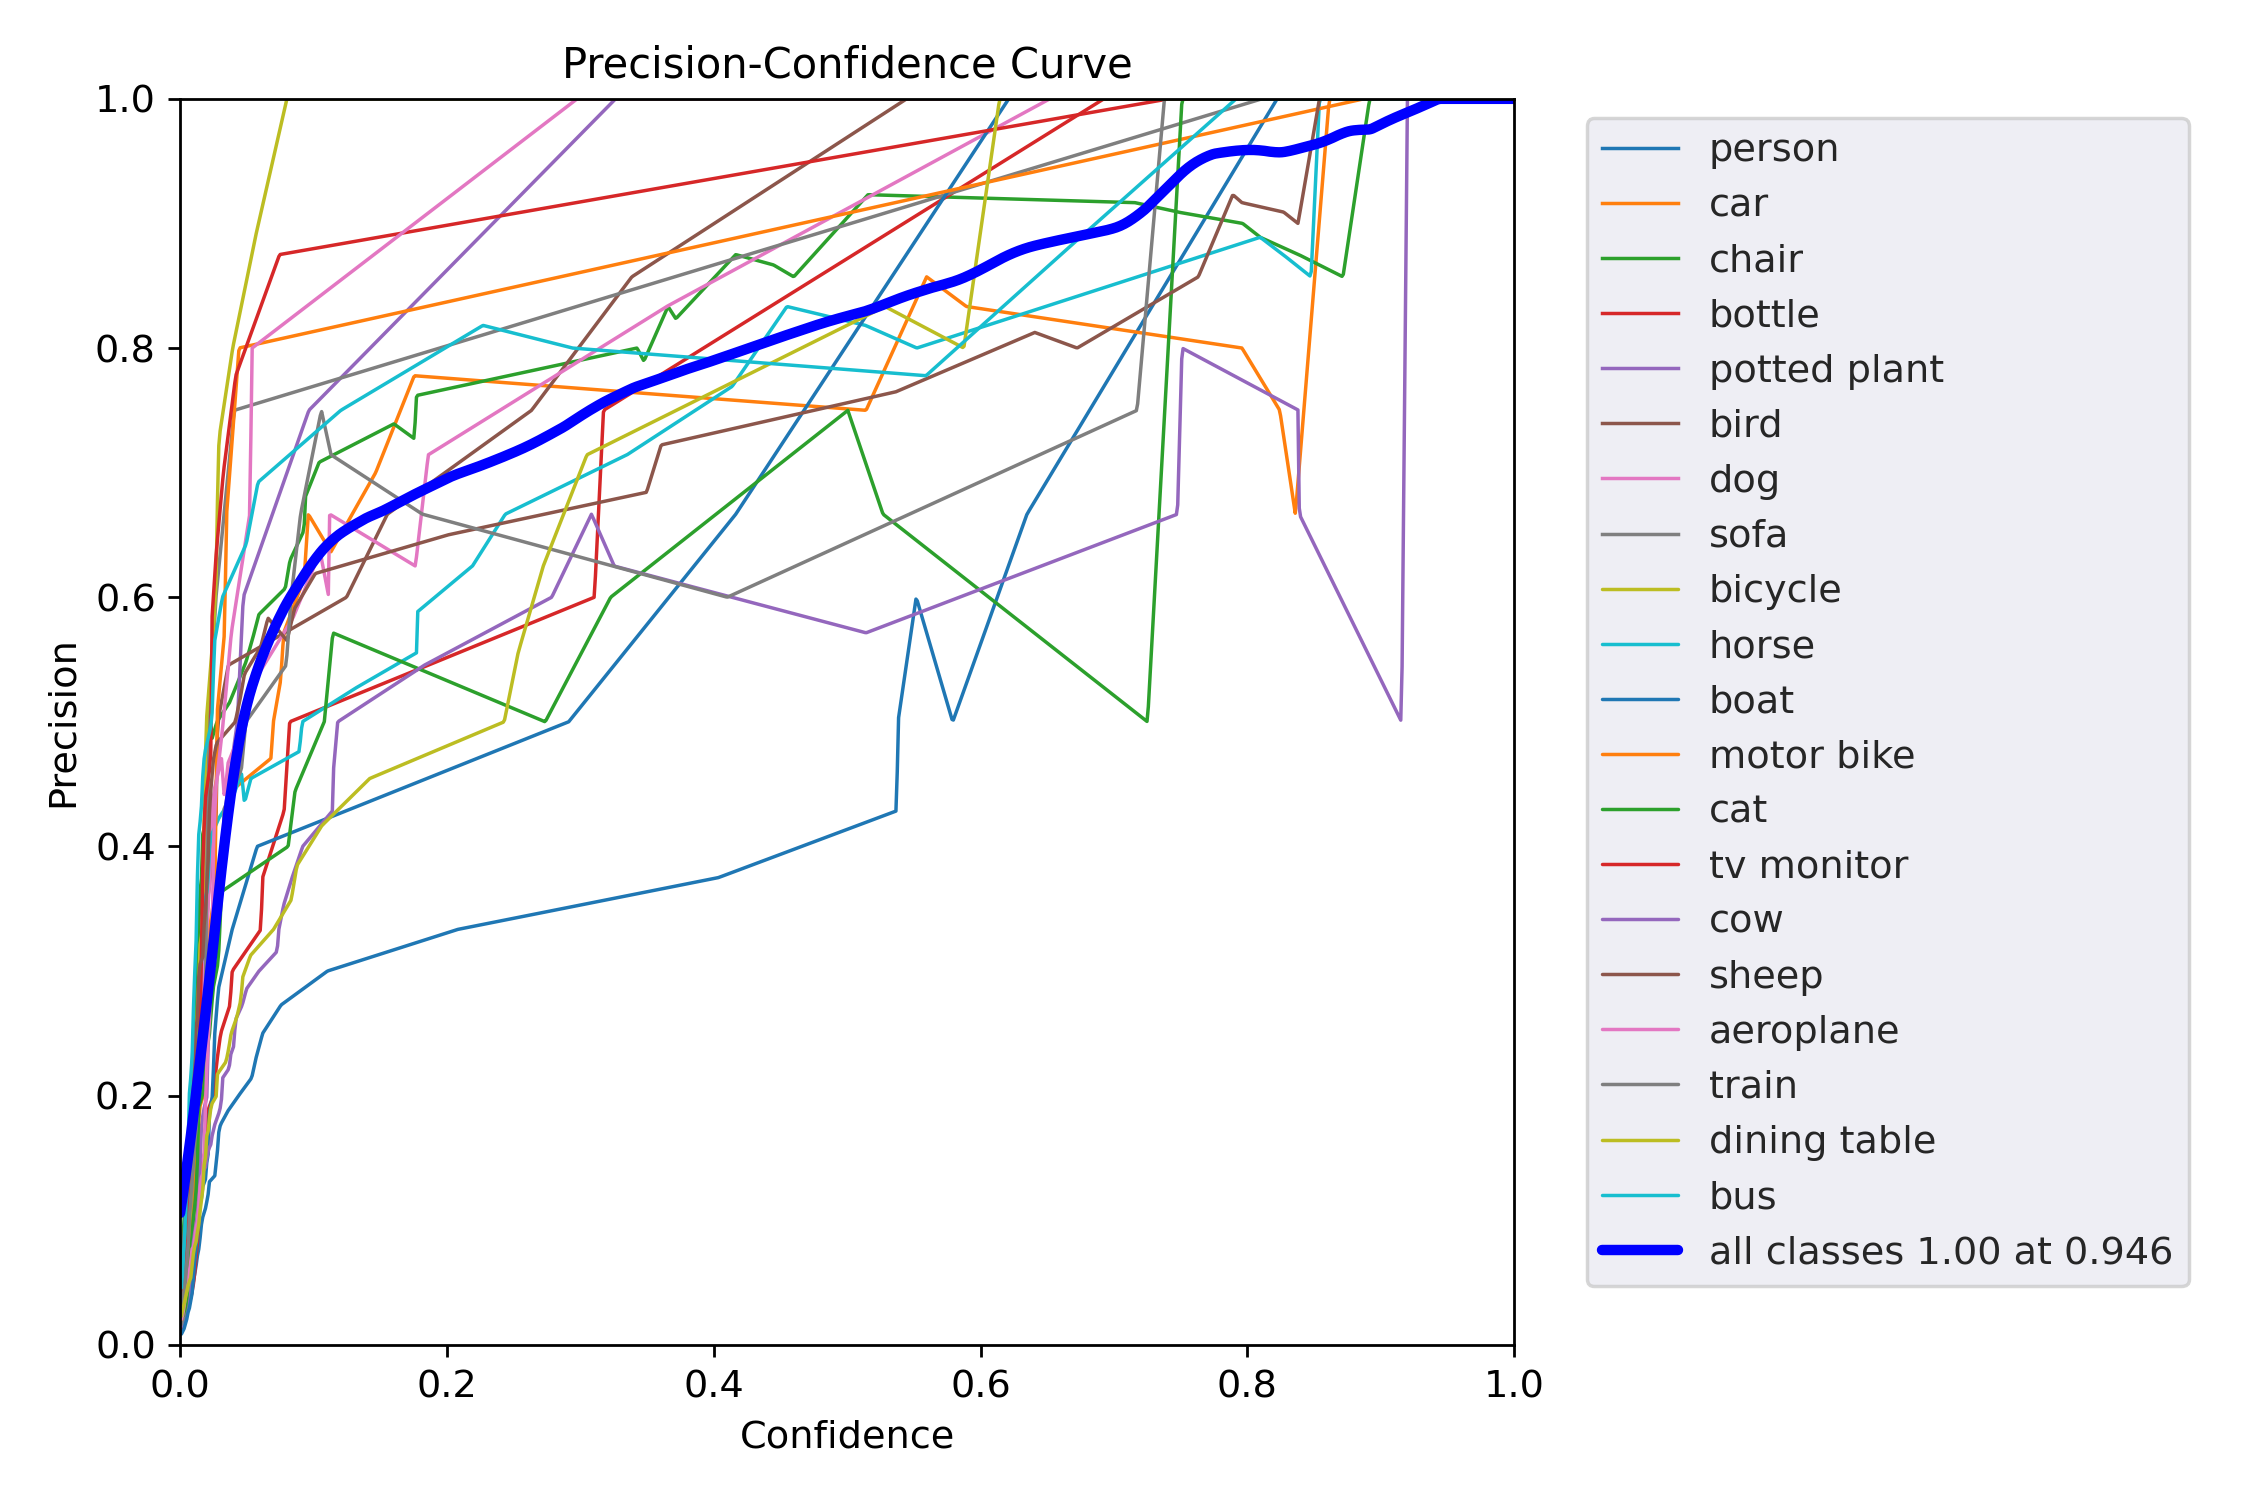 Precision-Confidence Curve
1.0
0.8
0.6
0.4
0.2
0.0
Precision
0.0 0.2 0.4 0.6 0.8 1.0
Confidence
person
car
chair
bottle
potted plant
bird
dog
sofa
bicycle
horse
boat
motor bike
cat
tv monitor
cow
sheep
aeroplane
train
dining table
bus
all classes 1.00 at 0.946